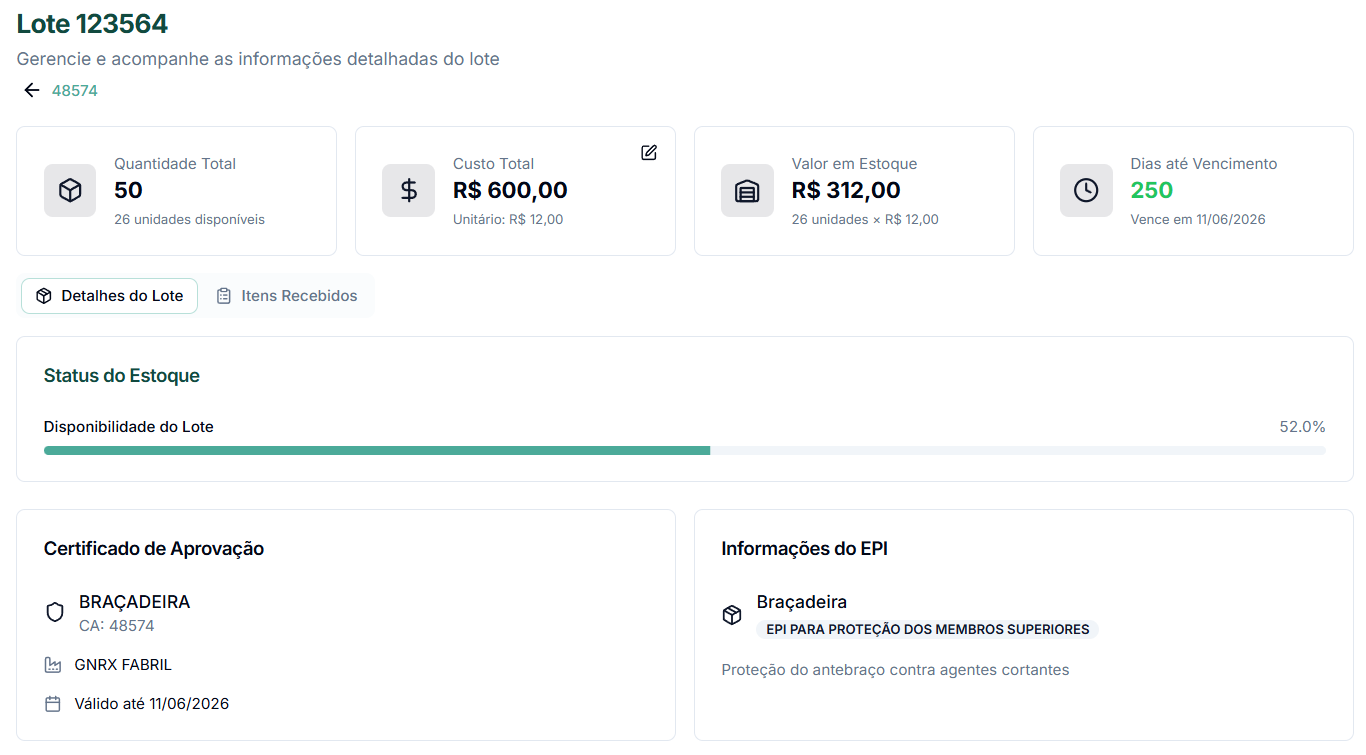 Lote 123564
Gerencie e acompanhe as informações detalhadas do lote
48574
Quantidade Total
50
26 unidades disponíveis
Custo Total
R$ 600,00
Unitário: R$ 12,00
Valor em Estoque
R$ 312,00
26 unidades × R$ 12,00
Dias até Vencimento
250
Vence em 11/06/2026
Detalhes do Lote
Itens Recebidos
Status do Estoque
Disponibilidade do Lote
52.0%
Certificado de Aprovação
BRAÇADEIRA
CA: 48574
GNRX FABRIL
Válido até 11/06/2026
Informações do EPI
Braçadeira
EPI PARA PROTEÇÃO DOS MEMBROS SUPERIORES
Proteção do antebraço contra agentes cortantes